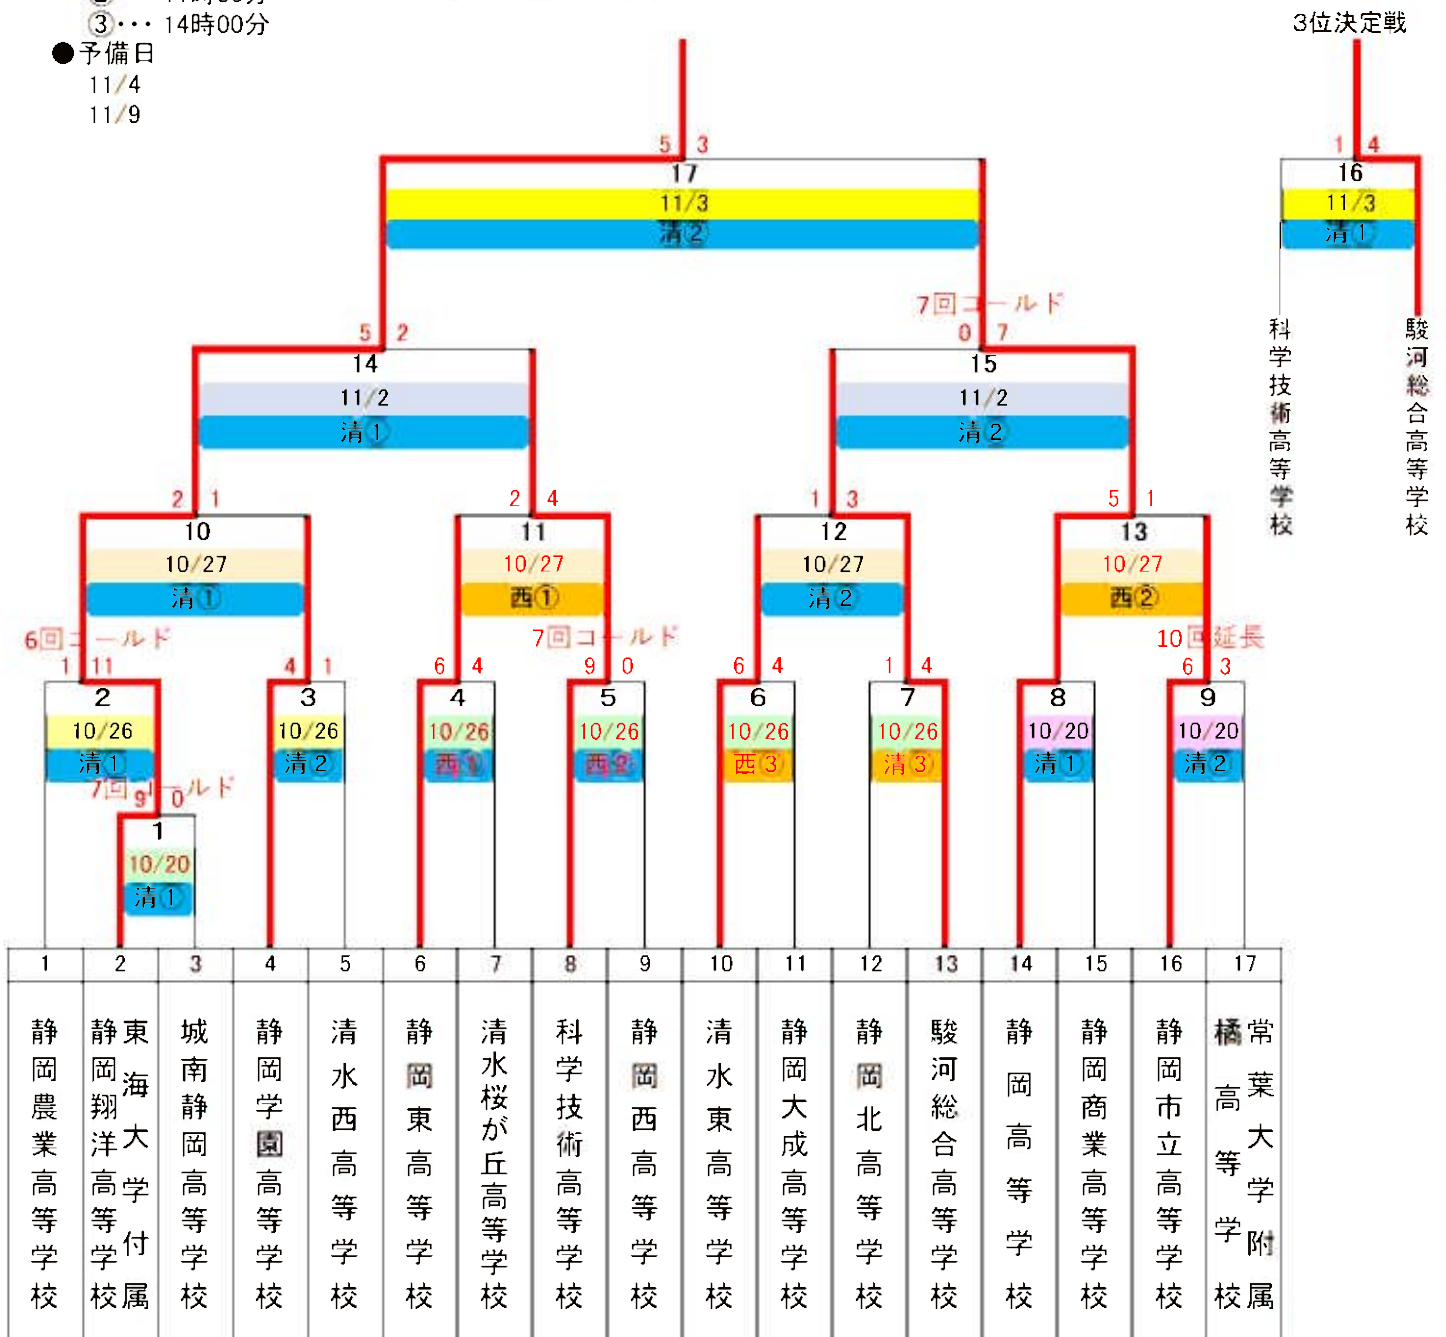 ③・・・ 14時00分
●予備日
11/4
11/9
3位決定戦
5 3
17
11/3
清②
1 4
16
11/3
清①
科学技術高等学校
駿河総合高等学校
7回コールド
5 2
14
11/2
清①
0 7
15
11/2
清②
2 1
10
10/27
清①
2 4
11
10/27
西①
1 3
12
10/27
清②
5 1
13
10/27
西②
6回コールド
1 11
2
10/26
清①
4 1
3
10/26
清②
6 4
4
10/26
西①
7回コールド
9 0
5
10/26
西②
6 4
6
10/26
西③
1 4
7
10/26
清③
8
10/20
清①
10回延長
6 3
9
10/20
清②
7回コールド
9 0
1
10/20
清①
1 2 3 4 5 6 7 8 9 10 11 12 13 14 15 16 17
静岡農業高等学校
東海大学付属
静岡翔洋高等学校
城南静岡高等学校
静岡学園高等学校
清水西高等学校
静岡東高等学校
清水桜が丘高等学校
科学技術高等学校
静岡西高等学校
清水東高等学校
静岡大成高等学校
静岡北高等学校
駿河総合高等学校
静岡高等学校
静岡商業高等学校
静岡市立高等学校
常葉大学附属
橘高等学校